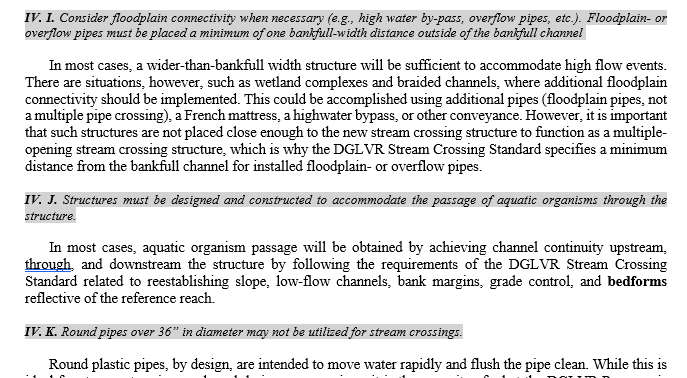 IV. I. Consider floodplain connectivity when necessary (e.g., high water by-pass, overflow pipes, etc.). Floodplain- or
overflow pipes must be placed a minimum of one bankfull-width distance outside of the bankfull channel
In most cases, a wider-than-bankfull width structure will be sufficient to accommodate high flow events.
There are situations, however, such as wetland complexes and braided channels, where additional floodplain
connectivity should be implemented. This could be accomplished using additional pipes (floodplain pipes, not
a multiple pipe crossing), a French mattress, a highwater bypass, or other conveyance. However, it is important
that such structures are not placed close enough to the new stream crossing structure to function as a multiple-
opening stream crossing structure, which is why the DGLVR Stream Crossing Standard specifies a minimum
distance from the bankfull channel for installed floodplain- or overflow pipes.
IV. J. Structures must be designed and constructed to accommodate the passage of aquatic organisms through the
structure.
In most cases, aquatic organism passage will be obtained by achieving channel continuity upstream,
through, and downstream the structure by following the requirements of the DGLVR Stream Crossing
Standard related to reestablishing slope, low-flow channels, bank margins, grade control, and bedforms
reflective of the reference reach.
IV. K. Round pipes over 36" in diameter may not be utilized for stream crossings.
Round plastic pipes, by design, are intended to move water rapidly and flush the pipe clean. While this is